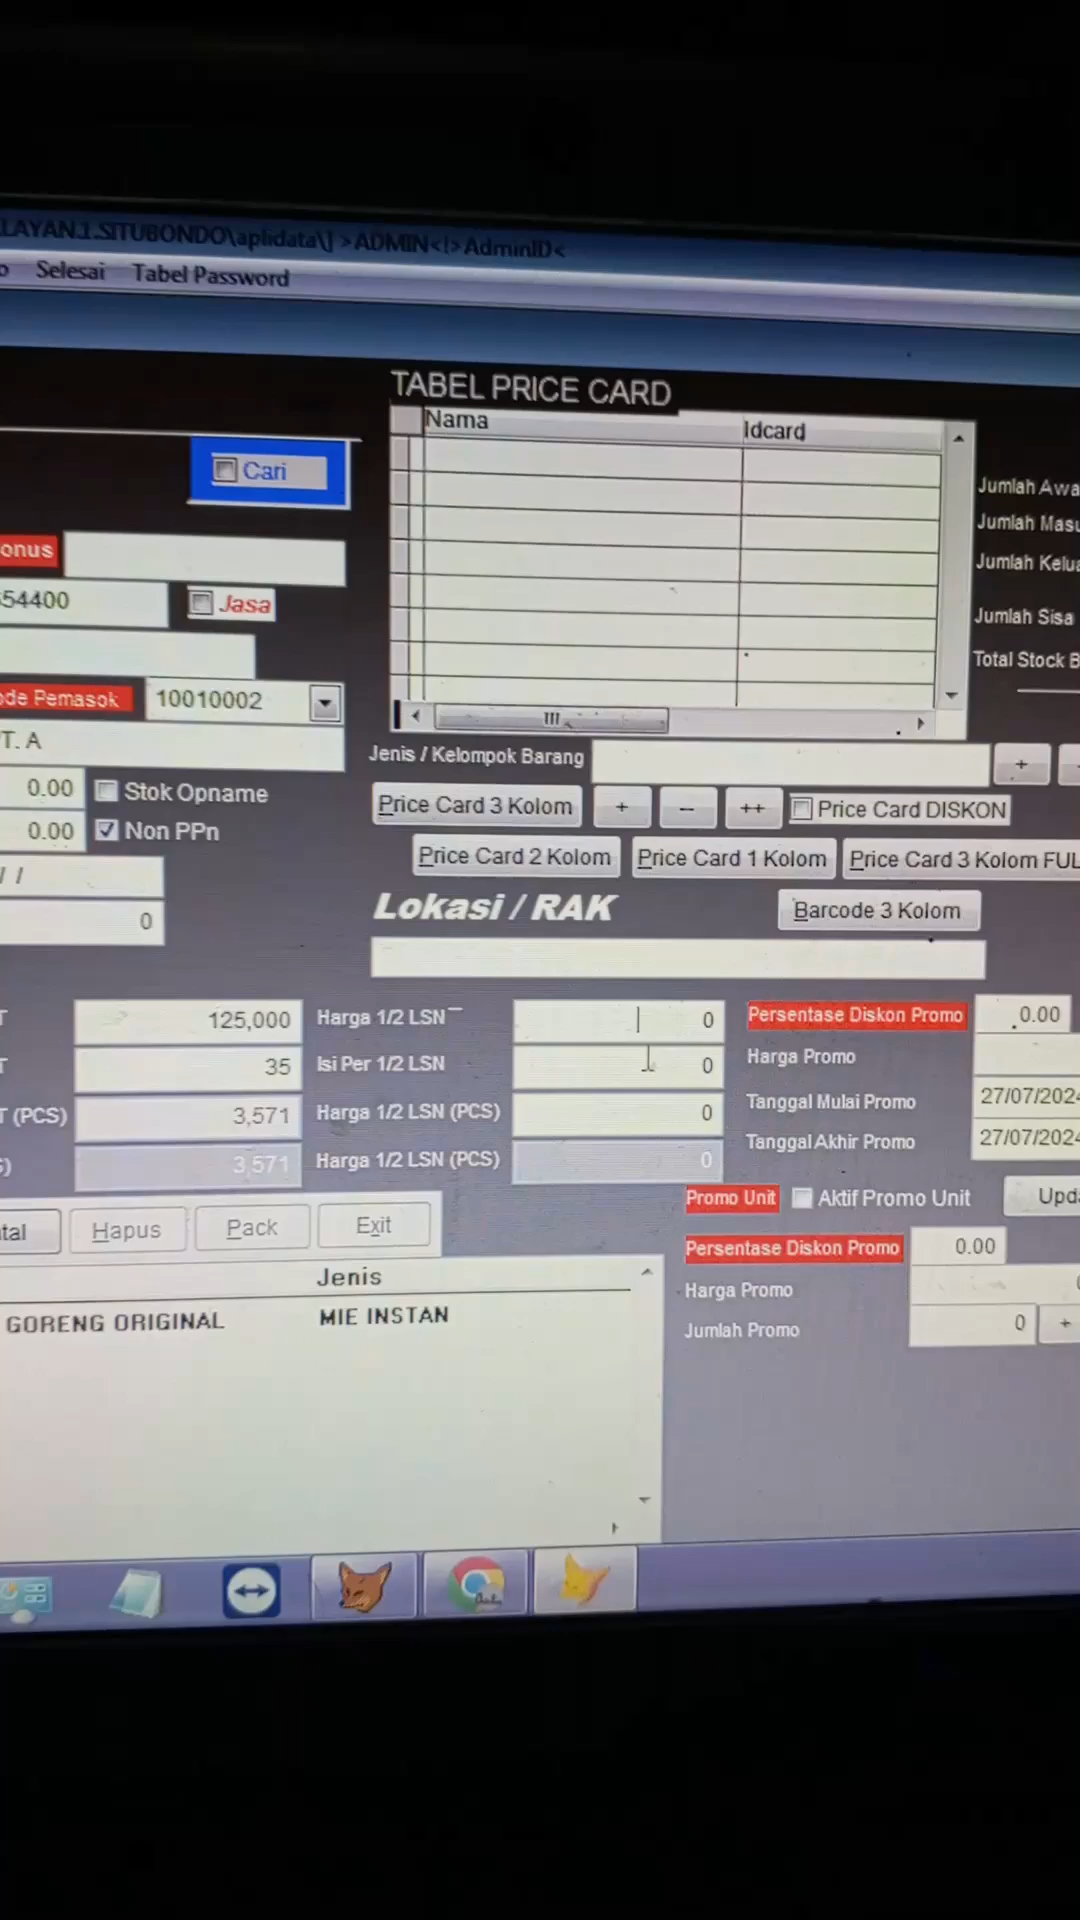 LAYAN.1.SITUBONDO\aplidata\] >ADMIN<|>AdminID<
o Selesai Tabel Password
TABEL PRICE CARD
Nama Idcard
Cari
Jumlah Awa
Jumlah Masu
Jumlah Kelua
Jumlah Sisa
Total Stock B
onus
54400 Jasa
ode Pemasok 10010002
T. A
Jenis / Kelompok Barang +
0.00 Stok Opname
Price Card 3 Kolom + -- ++ Price Card DISKON
0.00 Non PPn
Price Card 2 Kolom Price Card 1 Kolom Price Card 3 Kolom FUL
/ /
Lokasi / RAK Barcode 3 Kolom
0
T 125,000 Harga 1/2 LSN 0 Persentase Diskon Promo 0.00
T 35 Isi Per 1/2 LSN 0 Harga Promo
T (PCS) 3,571 Harga 1/2 LSN (PCS) 0 Tanggal Mulai Promo 27/07/2024
) 3,571 Harga 1/2 LSN (PCS) 0 Tanggal Akhir Promo 27/07/2024
Promo Unit Aktif Promo Unit Upda
tal Hapus Pack Exit
Persentase Diskon Promo 0.00
Jenis
Harga Promo
GORENG ORIGINAL MIE INSTAN
Jumlah Promo 0 +